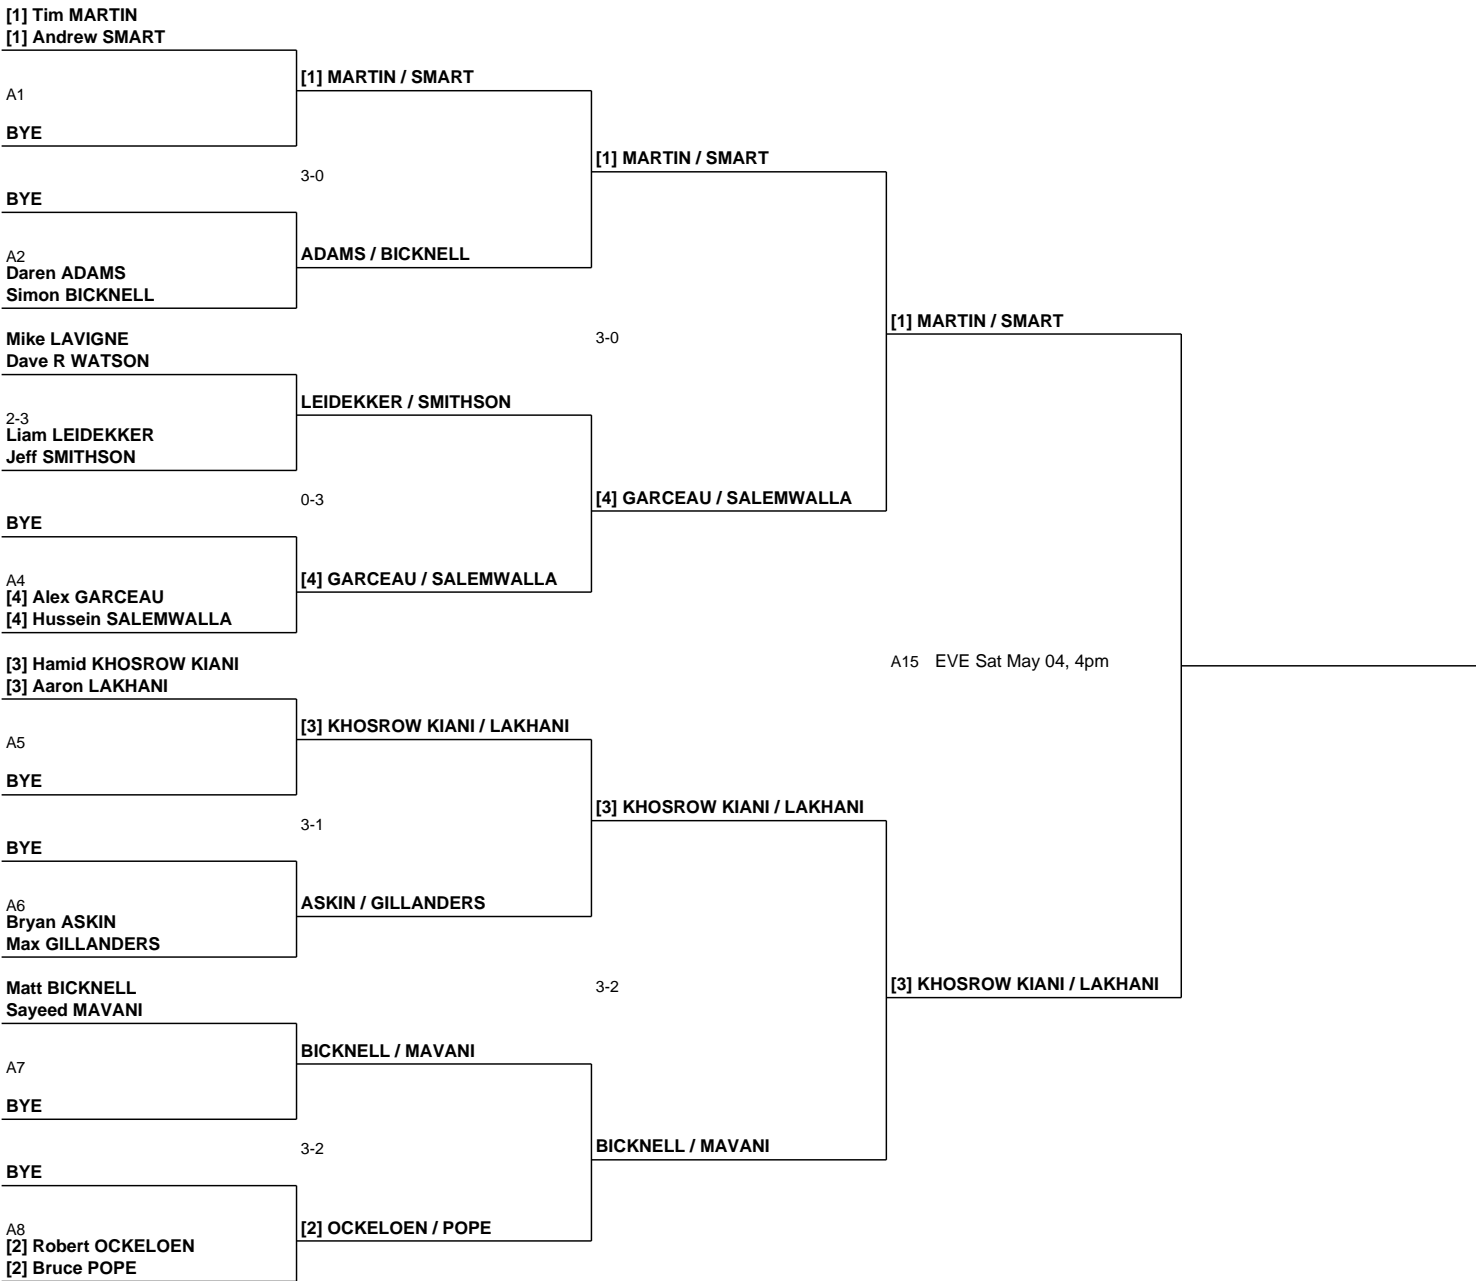 [1] Tim MARTIN
[1] Andrew SMART
A1
BYE
[1] MARTIN / SMART
3-0
BYE
A2
Daren ADAMS
Simon BICKNELL
ADAMS / BICKNELL
[1] MARTIN / SMART
Mike LAVIGNE
Dave R WATSON
2-3
Liam LEIDEKKER
Jeff SMITHSON
LEIDEKKER / SMITHSON
0-3
BYE
A4
[4] Alex GARCEAU
[4] Hussein SALEMWALLA
[4] GARCEAU / SALEMWALLA
[4] GARCEAU / SALEMWALLA
3-0
[1] MARTIN / SMART
[3] Hamid KHOSROW KIANI
[3] Aaron LAKHANI
A5
BYE
[3] KHOSROW KIANI / LAKHANI
3-1
BYE
A6
Bryan ASKIN
Max GILLANDERS
ASKIN / GILLANDERS
[3] KHOSROW KIANI / LAKHANI
Matt BICKNELL
Sayeed MAVANI
A7
BYE
BICKNELL / MAVANI
3-2
BYE
A8
[2] Robert OCKELOEN
[2] Bruce POPE
[2] OCKELOEN / POPE
BICKNELL / MAVANI
3-2
[3] KHOSROW KIANI / LAKHANI
A15 EVE Sat May 04, 4pm